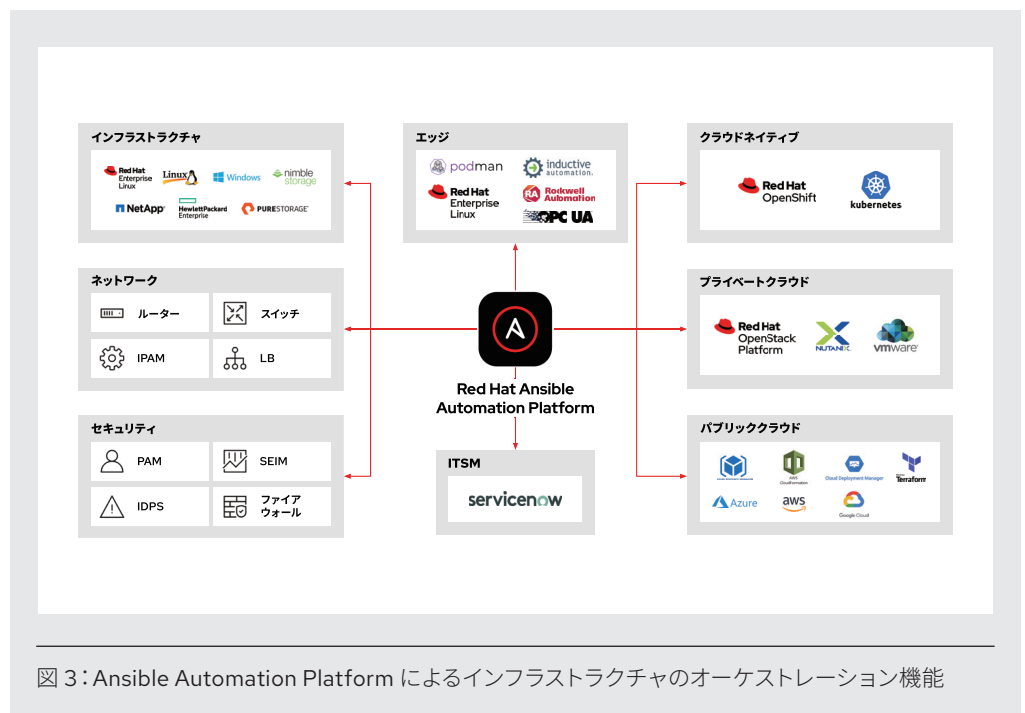 インフラストラクチャ
Red Hat
Enterprise
Linux
Linux
Windows
nimble
storage
NetApp
Hewlett Packard
Enterprise
PURESTORAGE
ネットワーク
ルーター
スイッチ
IPAM
LB
セキュリティ
PAM
SEIM
IDPS
ファイア
ウォール
エッジ
podman
inductive
automation.
Red Hat
Enterprise
Linux
RA
Rockwell
Automation
OPC UA
Red Hat Ansible
Automation Platform
ITSM
servicenow
クラウドネイティブ
Red Hat
OpenShift
kubernetes
プライベートクラウド
Red Hat
OpenStack
Platform
NUTANIX
vmware
パブリッククラウド
AWS
Cloudformation
Cloud Deployment Manager
Terraform
Azure
aws
Google Cloud
図 3：Ansible Automation Platform によるインフラストラクチャのオーケストレーション機能